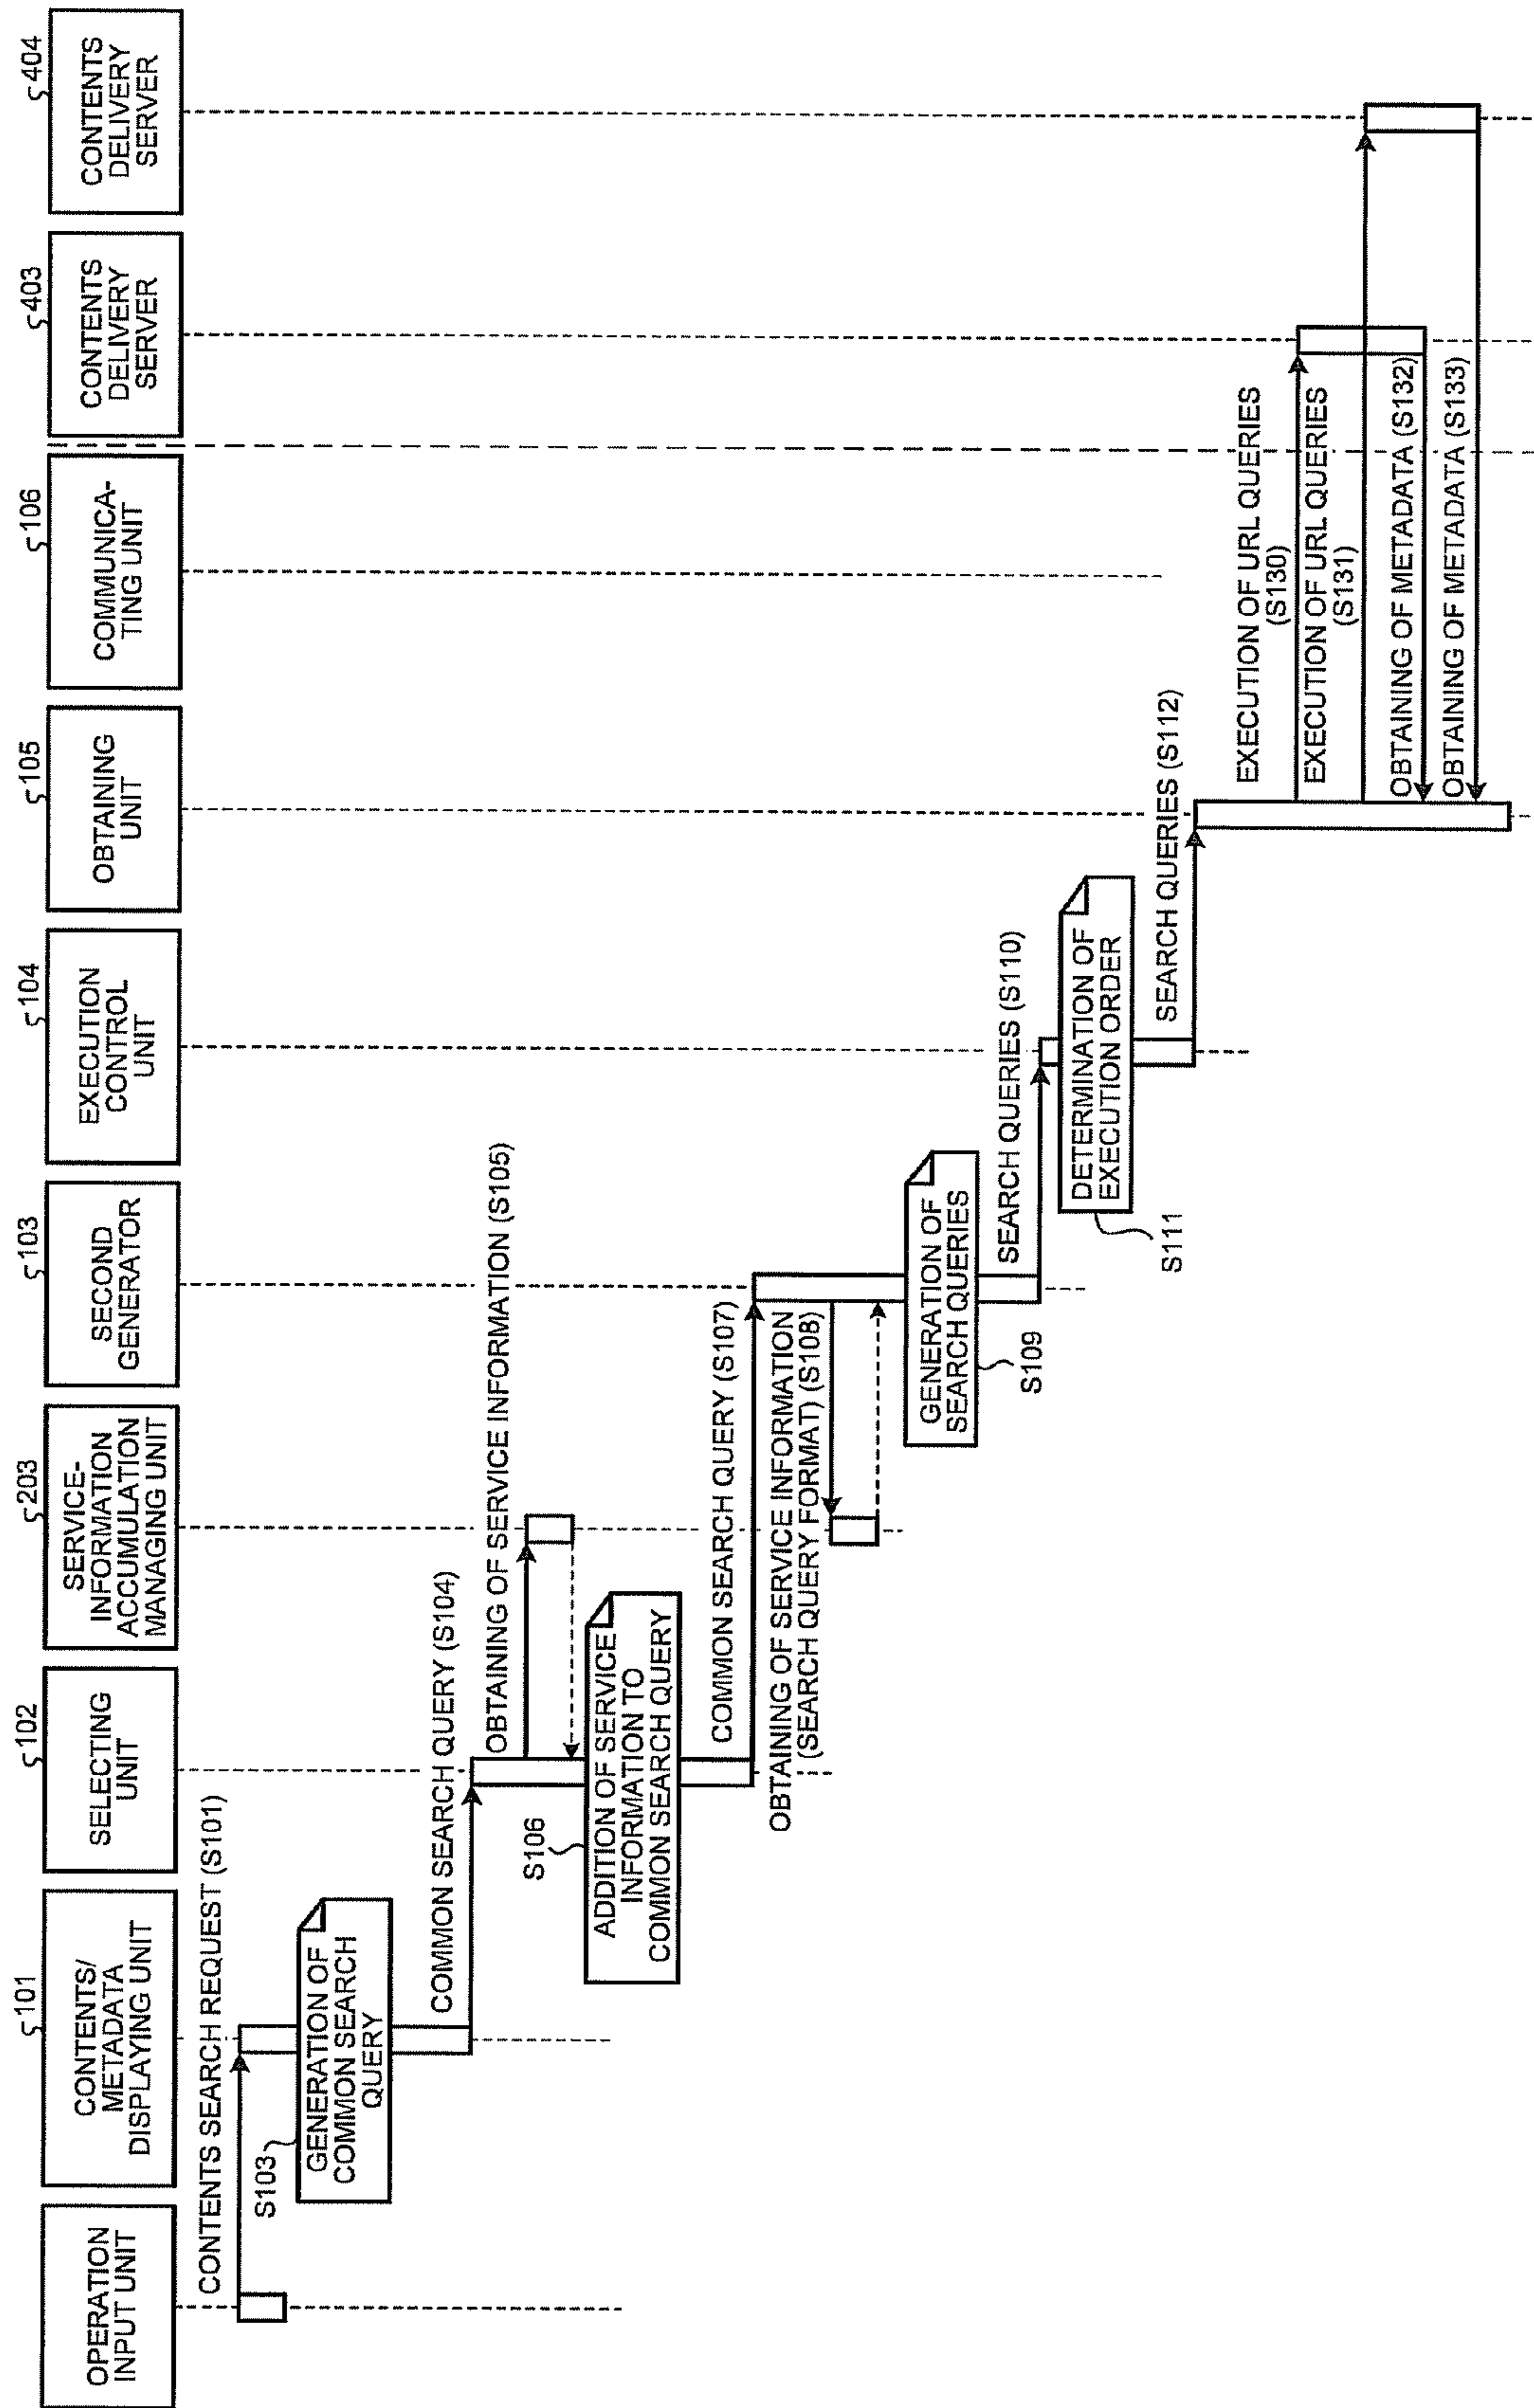 OPERATION
INPUT UNIT
101
CONTENTS/
METADATA
DISPLAYING UNIT
102
SELECTING
UNIT
203
SERVICE-
INFORMATION
ACCUMULATION
MANAGING UNIT
103
SECOND
GENERATOR
104
EXECUTION
CONTROL
UNIT
105
OBTAINING
UNIT
106
COMMUNICA-
TING UNIT
403
CONTENTS
DELIVERY
SERVER
404
CONTENTS
DELIVERY
SERVER
CONTENTS SEARCH REQUEST (S101)
S103
GENERATION OF
COMMON SEARCH
QUERY
COMMON SEARCH QUERY (S104)
OBTAINING OF SERVICE INFORMATION (S105)
S106
ADDITION OF SERVICE
INFORMATION TO
COMMON SEARCH QUERY
COMMON SEARCH QUERY (S107)
OBTAINING OF SERVICE INFORMATION
(SEARCH QUERY FORMAT) (S108)
GENERATION OF
SEARCH QUERIES
S109
SEARCH QUERIES (S110)
DETERMINATION OF
EXECUTION ORDER
S111
SEARCH QUERIES (S112)
EXECUTION OF URL QUERIES
(S130)
EXECUTION OF URL QUERIES
(S131)
OBTAINING OF METADATA (S132)
OBTAINING OF METADATA (S133)